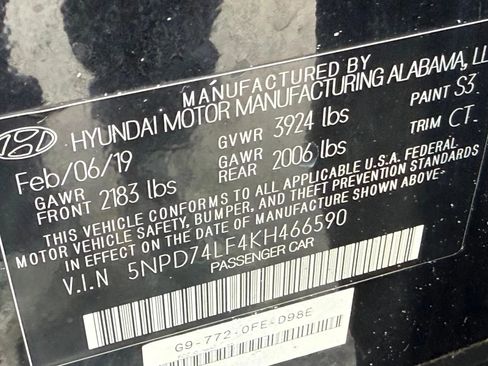 MANUFACTURED BY
HYUNDAI MOTOR MANUFACTURING ALABAMA, LL
Feb/06/19 GVWR 3924 lbs PAINT S3
GAWR FRONT 2183 lbs GAWR REAR 2006 lbs TRIM CT
THIS VEHICLE CONFORMS TO ALL APPLICABLE U.S.A. FEDERAL
MOTOR VEHICLE SAFETY, BUMPER, AND THEFT PREVENTION STANDARDS
IN EFFECT ON THE DATE OF MANUFACTURE SHOWN ABOVE.
V.I.N 5NPD74LF4KH466590
PASSENGER CAR
G9-772-0FE-D98E